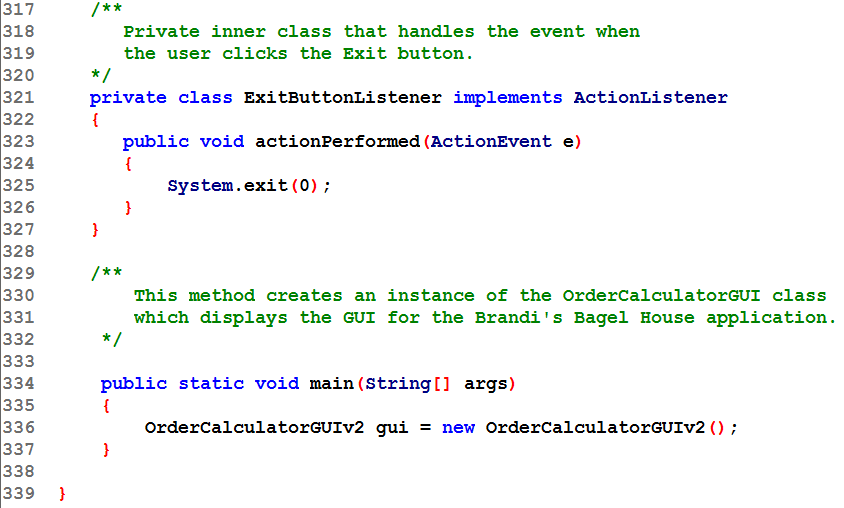 317 /**
318 Private inner class that handles the event when
319 the user clicks the Exit button.
320 */
321 private class ExitButtonListener implements ActionListener
322 {
323 public void actionPerformed(ActionEvent e)
324 {
325 System.exit(0);
326 }
327 }
328
329 /**
330 This method creates an instance of the OrderCalculatorGUI class
331 which displays the GUI for the Brandi's Bagel House application.
332 */
333
334 public static void main(String[] args)
335 {
336 OrderCalculatorGUIv2 gui = new OrderCalculatorGUIv2();
337 }
338
339 }